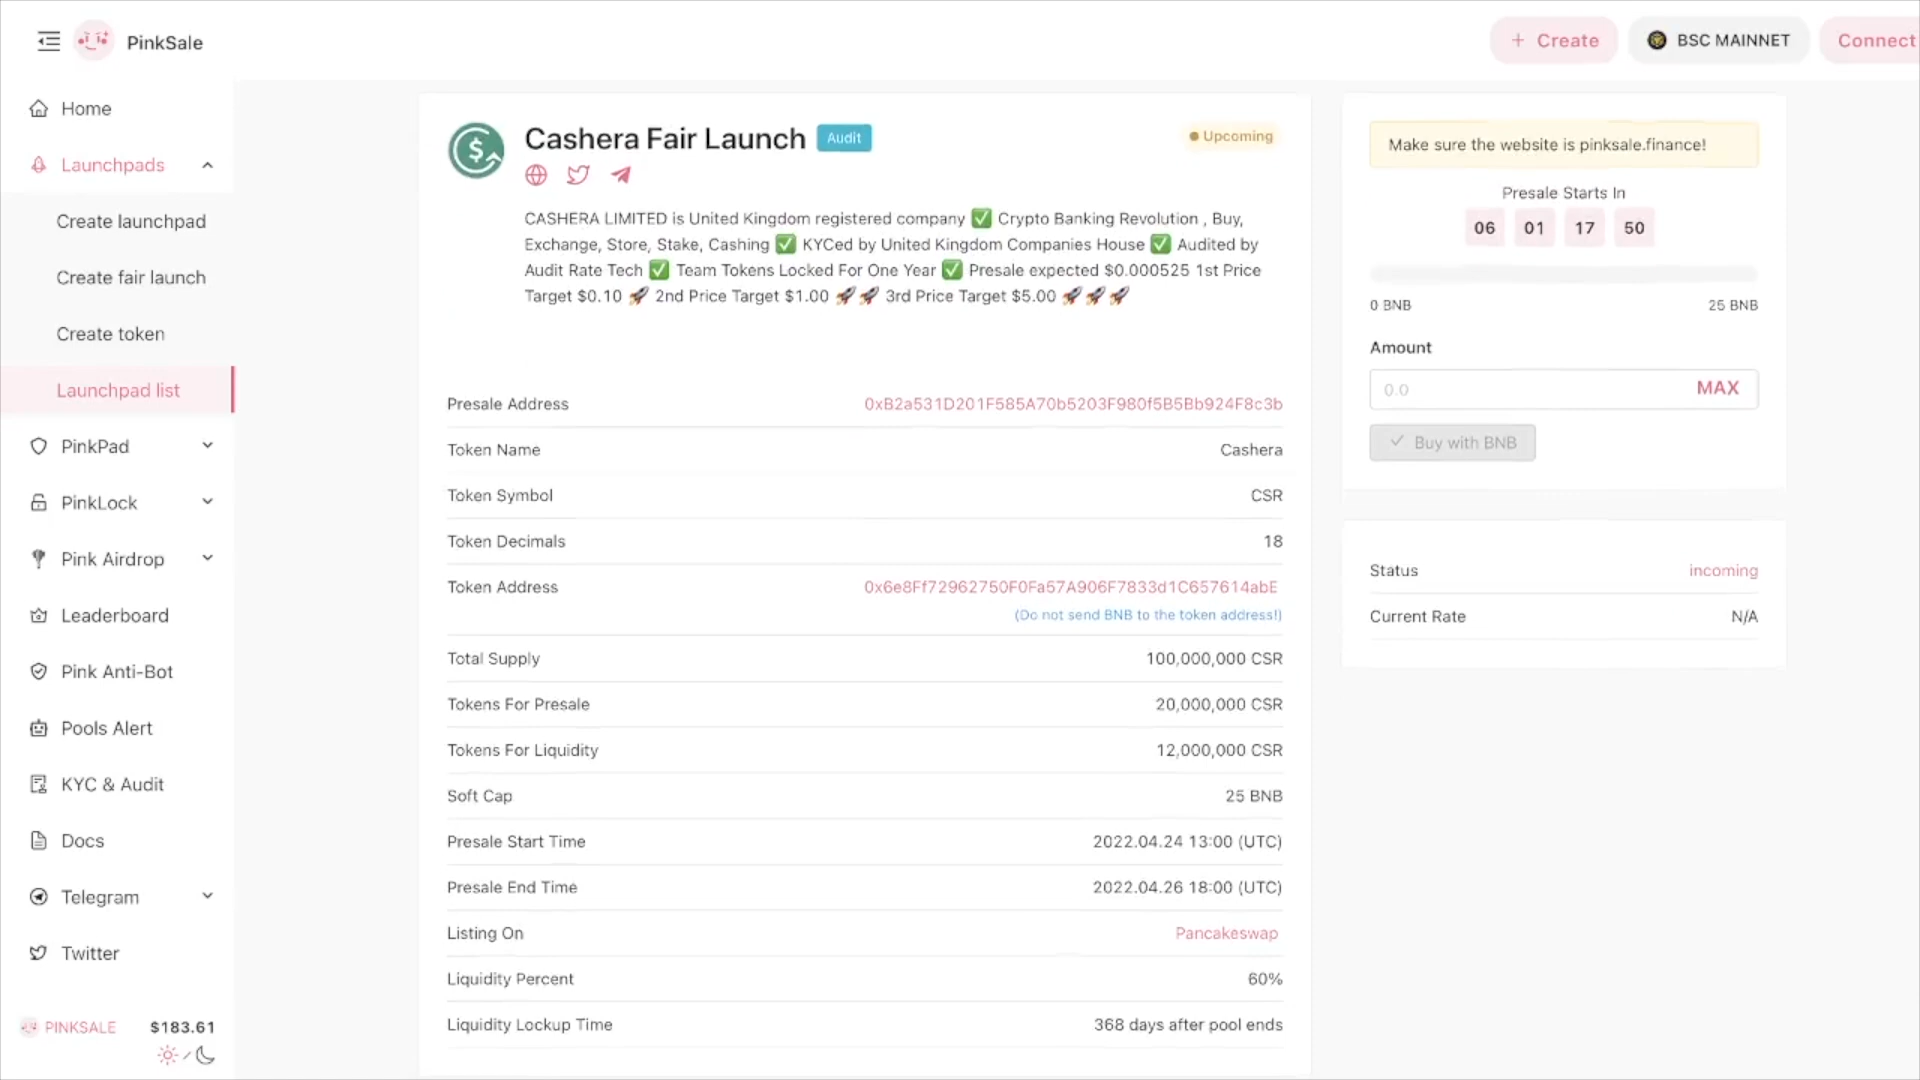 PinkSale
+ Create
BSC MAINNET
Connect
Home
Launchpads
Create launchpad
Create fair launch
Create token
Launchpad list
PinkPad
PinkLock
Pink Airdrop
Leaderboard
Pink Anti-Bot
Pools Alert
KYC & Audit
Docs
Telegram
Twitter
PINKSALE $183.61
Cashera Fair Launch Audit
Upcoming
CASHERA LIMITED is United Kingdom registered company ✅ Crypto Banking Revolution , Buy,
Exchange, Store, Stake, Cashing ✅ KYCed by United Kingdom Companies House ✅ Audited by
Audit Rate Tech ✅ Team Tokens Locked For One Year ✅ Presale expected $0.000525 1st Price
Target $0.10 🚀 2nd Price Target $1.00 🚀🚀 3rd Price Target $5.00 🚀🚀🚀
Presale Address 0xB2a531D201F585A70b5203F980f5B5Bb924F8c3b
Token Name Cashera
Token Symbol CSR
Token Decimals 18
Token Address 0x6e8Ff72962750F0Fa57A906F7833d1C657614abE
(Do not send BNB to the token address!)
Total Supply 100,000,000 CSR
Tokens For Presale 20,000,000 CSR
Tokens For Liquidity 12,000,000 CSR
Soft Cap 25 BNB
Presale Start Time 2022.04.24 13:00 (UTC)
Presale End Time 2022.04.26 18:00 (UTC)
Listing On Pancakeswap
Liquidity Percent 60%
Liquidity Lockup Time 368 days after pool ends
Make sure the website is pinksale.finance!
Presale Starts In
06 01 17 50
0 BNB 25 BNB
Amount
0.0 MAX
Buy with BNB
Status incoming
Current Rate N/A